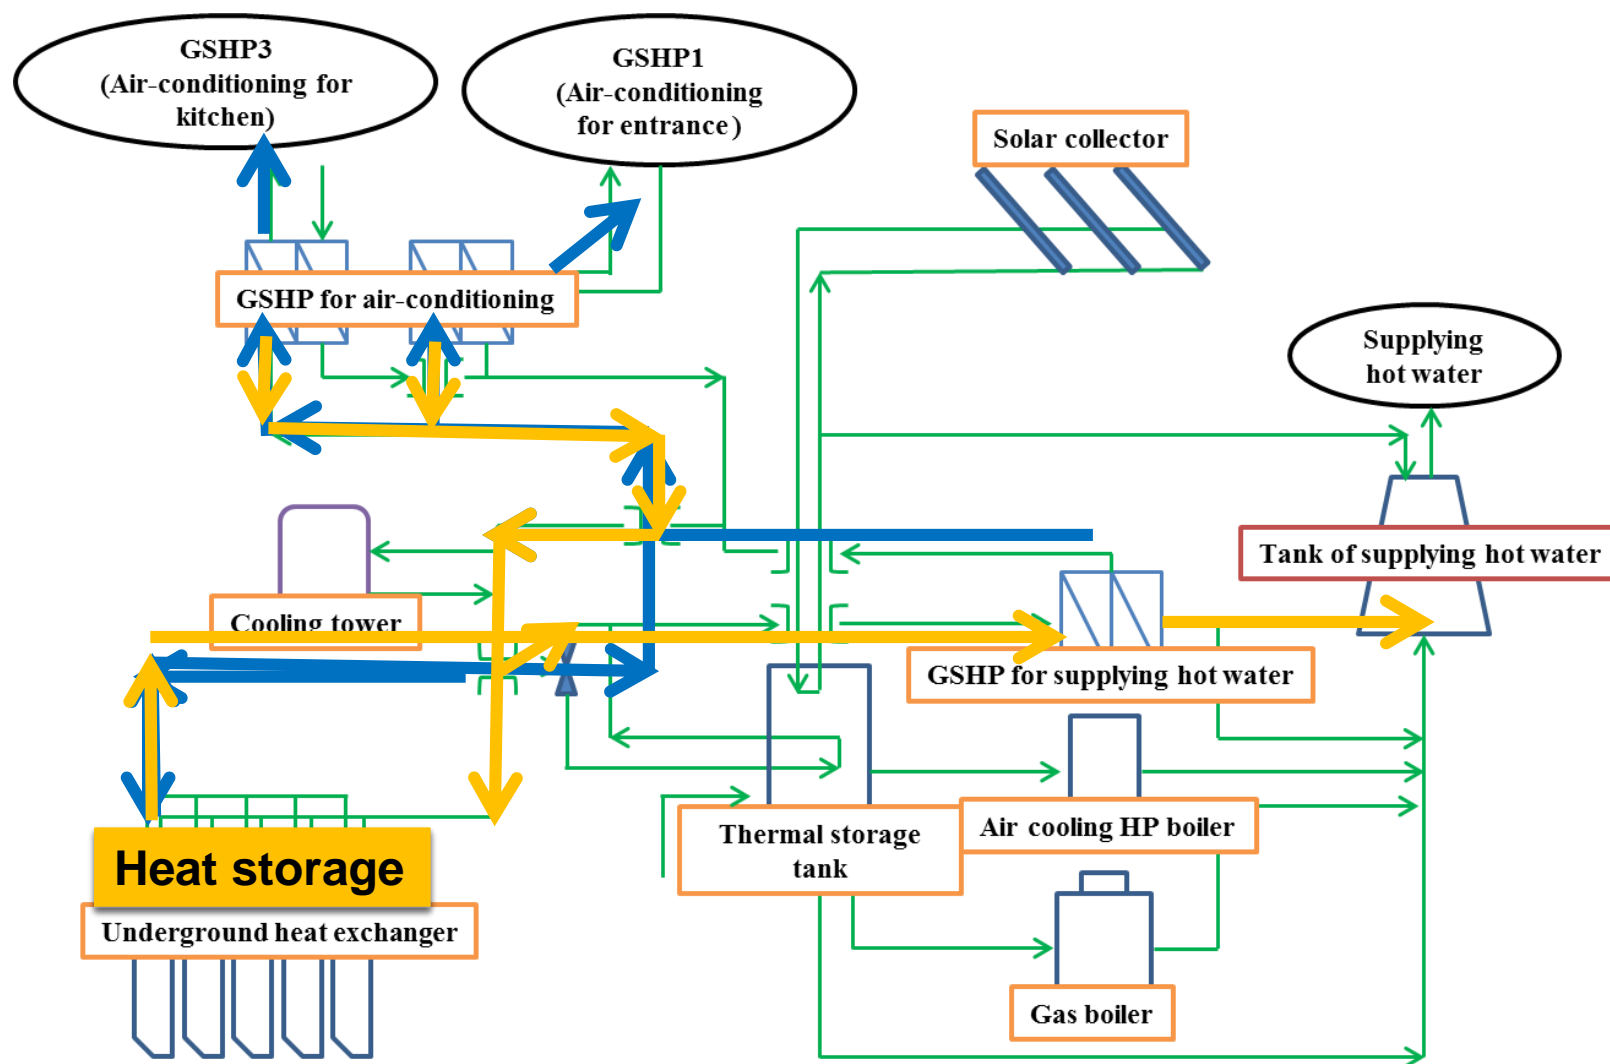 GSHP3
(Air-conditioning for
kitchen)
GSHP1
(Air-conditioning
for entrance)
Solar collector
GSHP for air-conditioning
Supplying
hot water
Tank of supplying hot water
Cooling tower
GSHP for supplying hot water
Thermal storage
tank
Air cooling HP boiler
Heat storage
Underground heat exchanger
Gas boiler